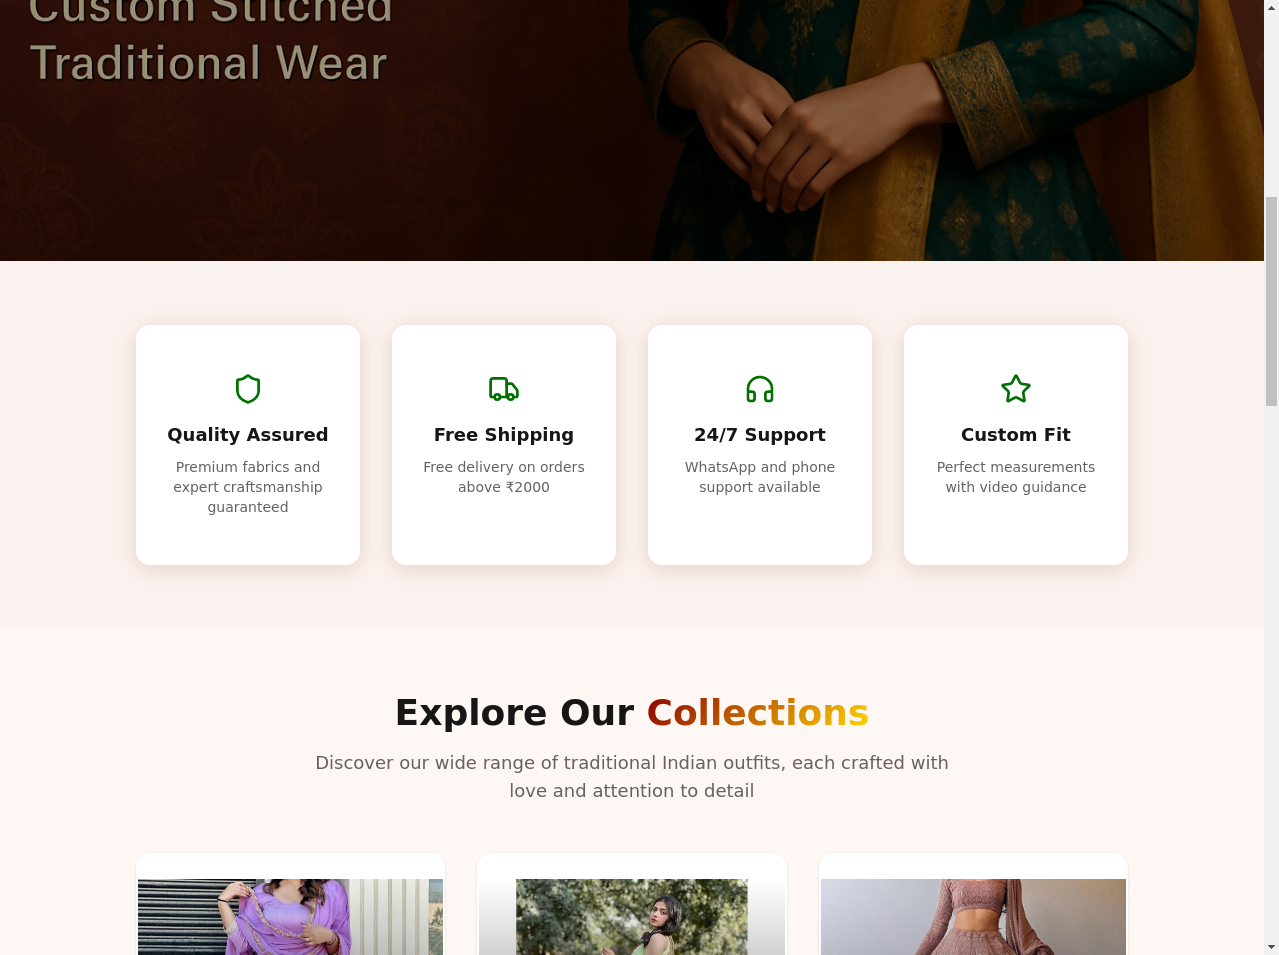 Custom Stitched
Traditional Wear
Quality Assured
Premium fabrics and
expert craftsmanship
guaranteed
Free Shipping
Free delivery on orders
above ₹2000
24/7 Support
WhatsApp and phone
support available
Custom Fit
Perfect measurements
with video guidance
Explore Our Collections
Discover our wide range of traditional Indian outfits, each crafted with
love and attention to detail